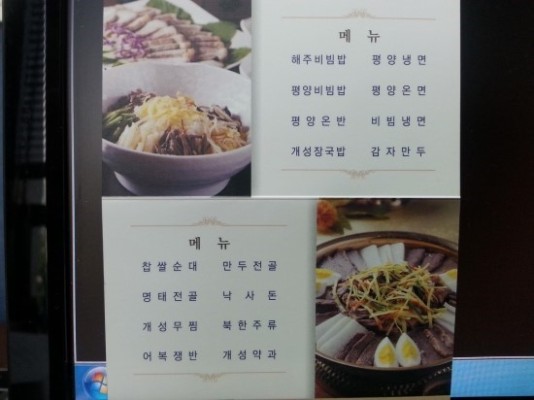 메 뉴
해주비빔밥 평양냉면
평양비빔밥 평양온면
평양온반 비빔냉면
개성장국밥 감자만두
메 뉴
찹쌀순대 만두전골
명태전골 낙사돈
개성무찜 북한주류
어복쟁반 개성약과